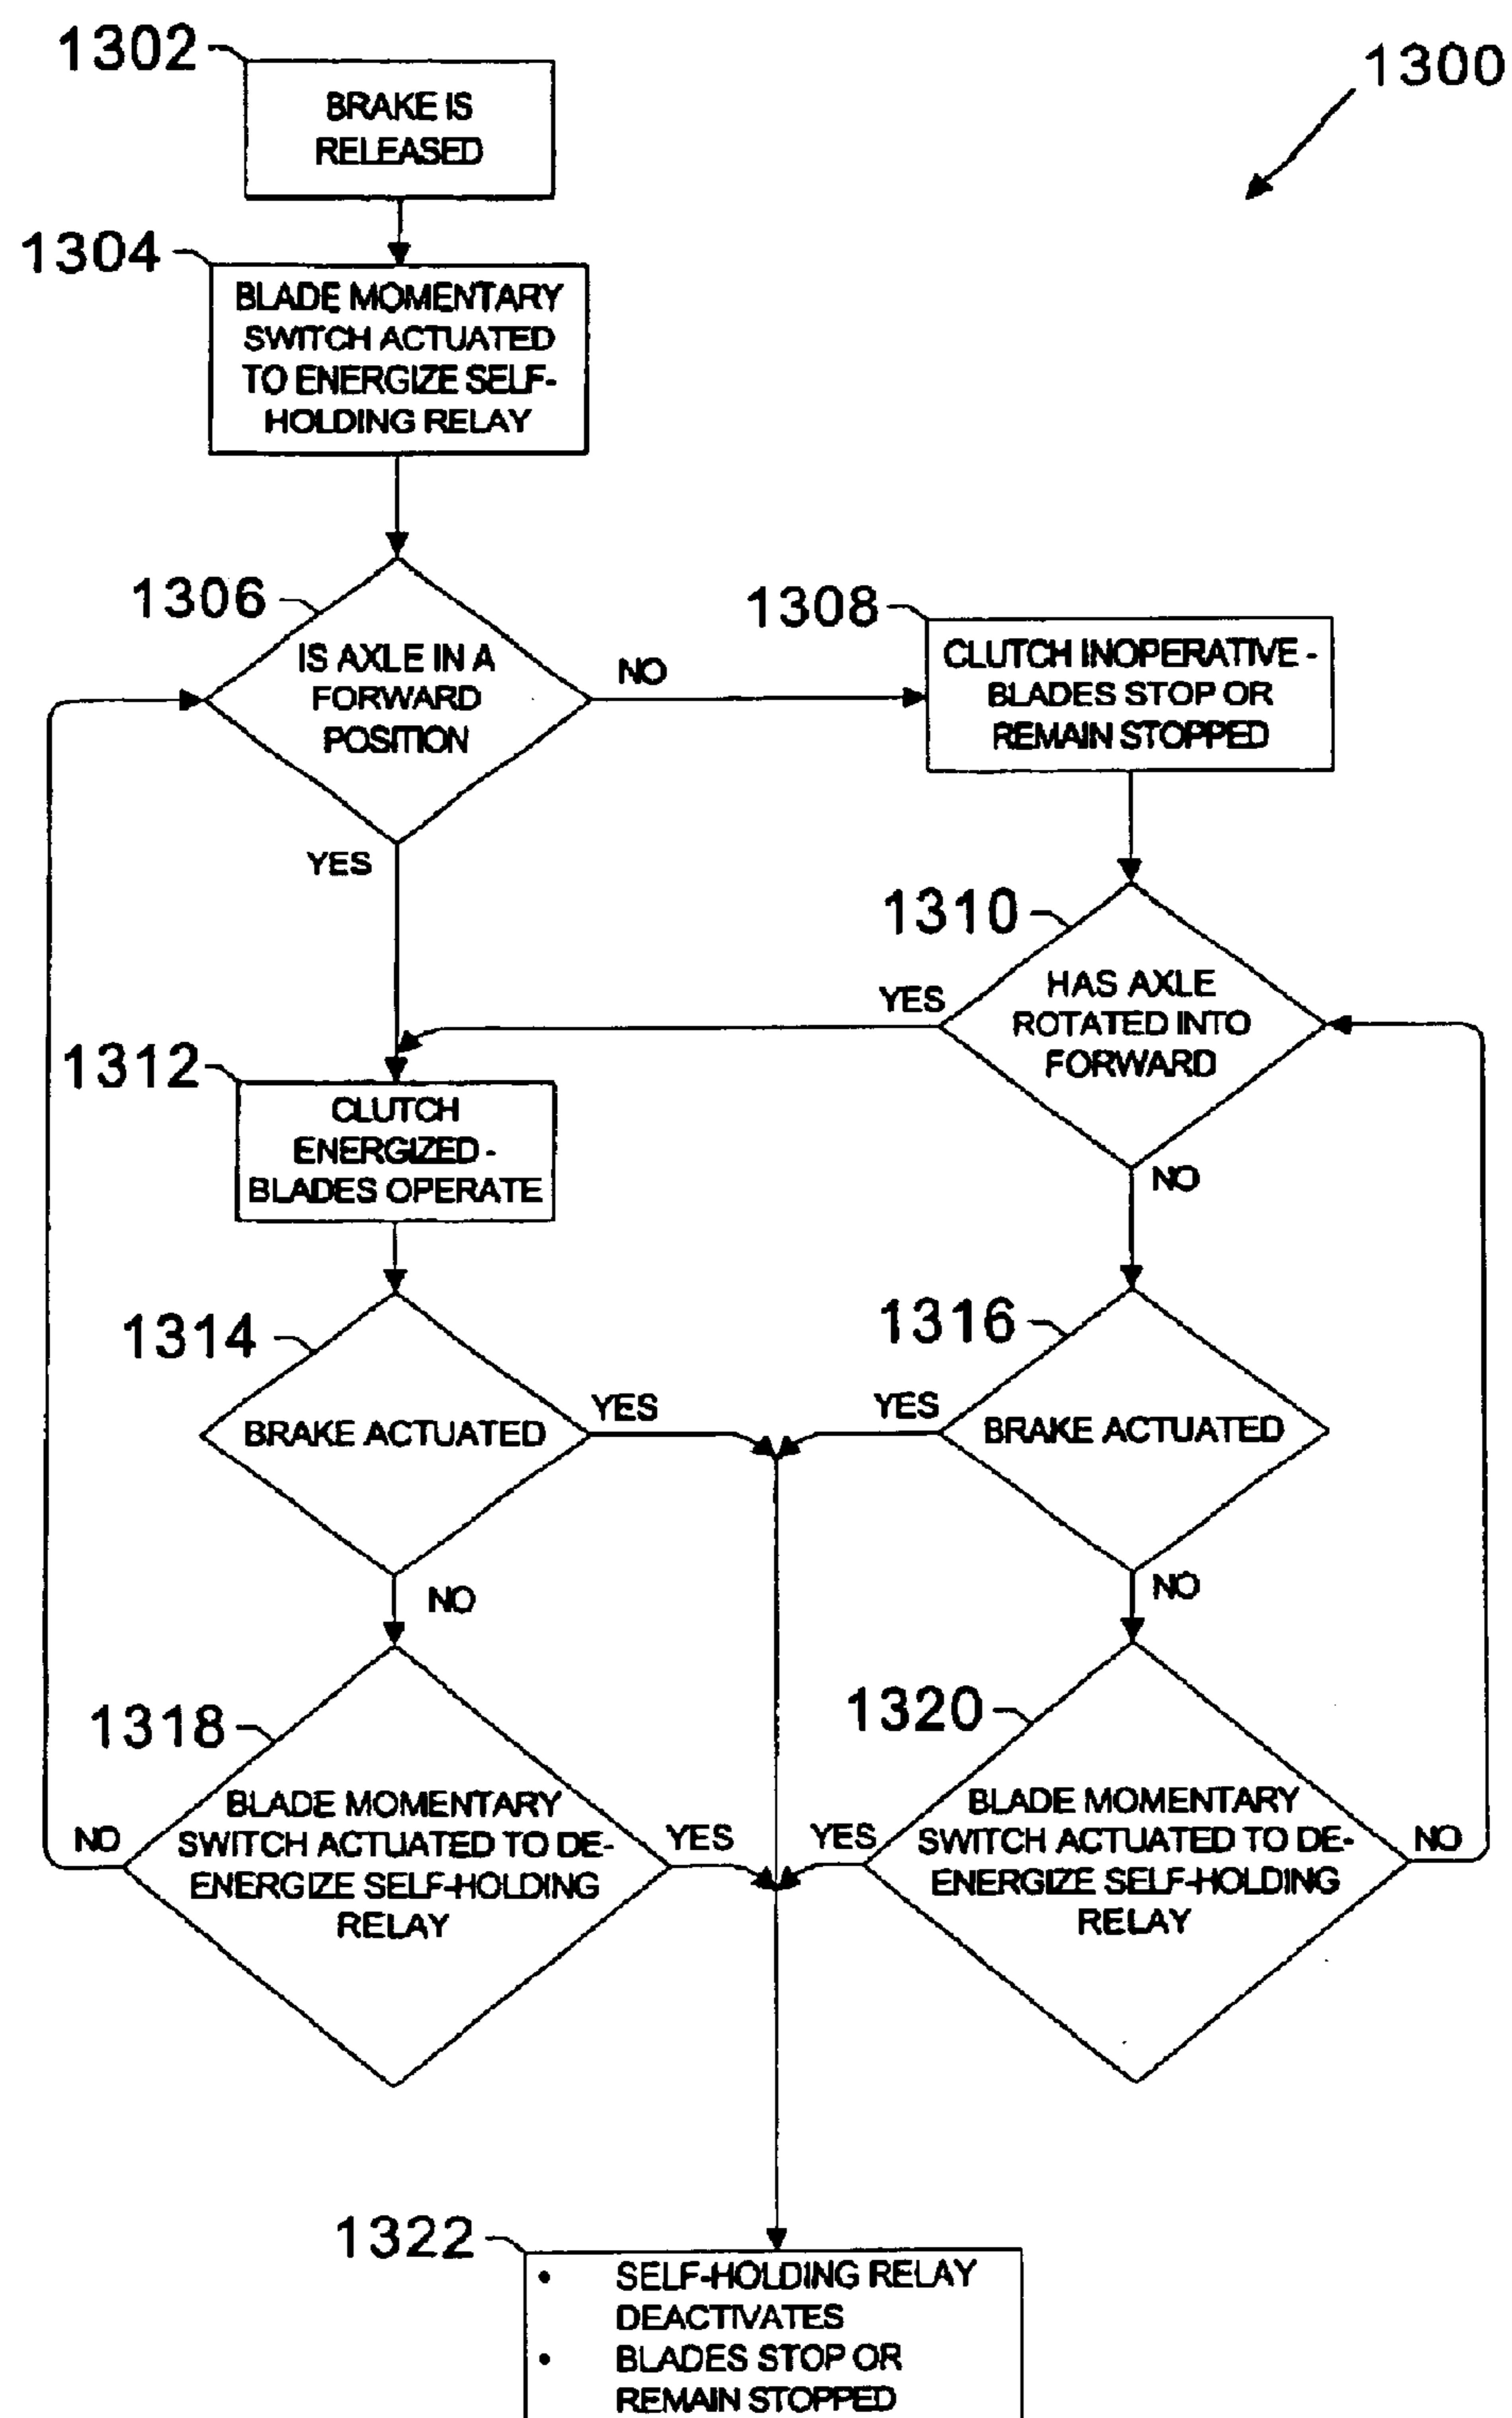 1302
1300
BRAKE IS
RELEASED
1304
BLADE MOMENTARY
SWITCH ACTUATED
TO ENERGIZE SELF-
HOLDING RELAY
1306
IS AXLE IN A
FORWARD
POSITION
NO
YES
1308
CLUTCH INOPERATIVE -
BLADES STOP OR
REMAIN STOPPED
1310
HAS AXLE
ROTATED INTO
FORWARD
YES
NO
1312
CLUTCH
ENERGIZED -
BLADES OPERATE
1314
BRAKE ACTUATED
YES
NO
1316
BRAKE ACTUATED
YES
NO
1318
BLADE MOMENTARY
SWITCH ACTUATED TO DE-
ENERGIZE SELF-HOLDING
RELAY
NO
YES
1320
BLADE MOMENTARY
SWITCH ACTUATED TO DE-
ENERGIZE SELF-HOLDING
RELAY
YES
NO
1322
• SELF-HOLDING RELAY
DEACTIVATES
• BLADES STOP OR
REMAIN STOPPED